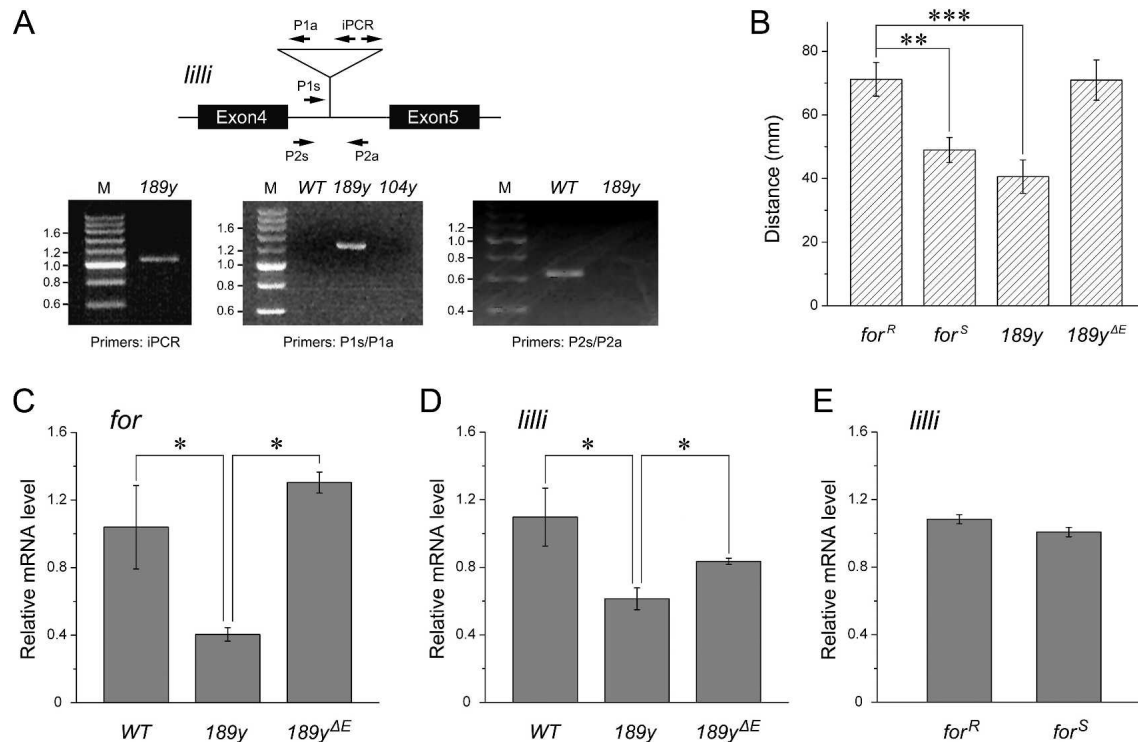 A
P1a iPCR
lilli
P1s
Exon4 Exon5
P2s P2a
M 189y
1.6
1.2
1.0
0.8
0.6
Primers: iPCR
M WT 189y 104y
1.6
1.2
1.0
0.8
0.6
Primers: P1s/P1a
M WT 189y
1.2
1.0
0.8
0.6
0.4
Primers: P2s/P2a
B
***
**
80
60
40
20
0
Distance (mm)
for^R for^S 189y 189y^ΔE
C
for
* *
1.6
1.2
0.8
0.4
0
Relative mRNA level
WT 189y 189y^ΔE
D
lilli
* *
1.6
1.2
0.8
0.4
0
Relative mRNA level
WT 189y 189y^ΔE
E
lilli
1.6
1.2
0.8
0.4
0
Relative mRNA level
for^R for^S